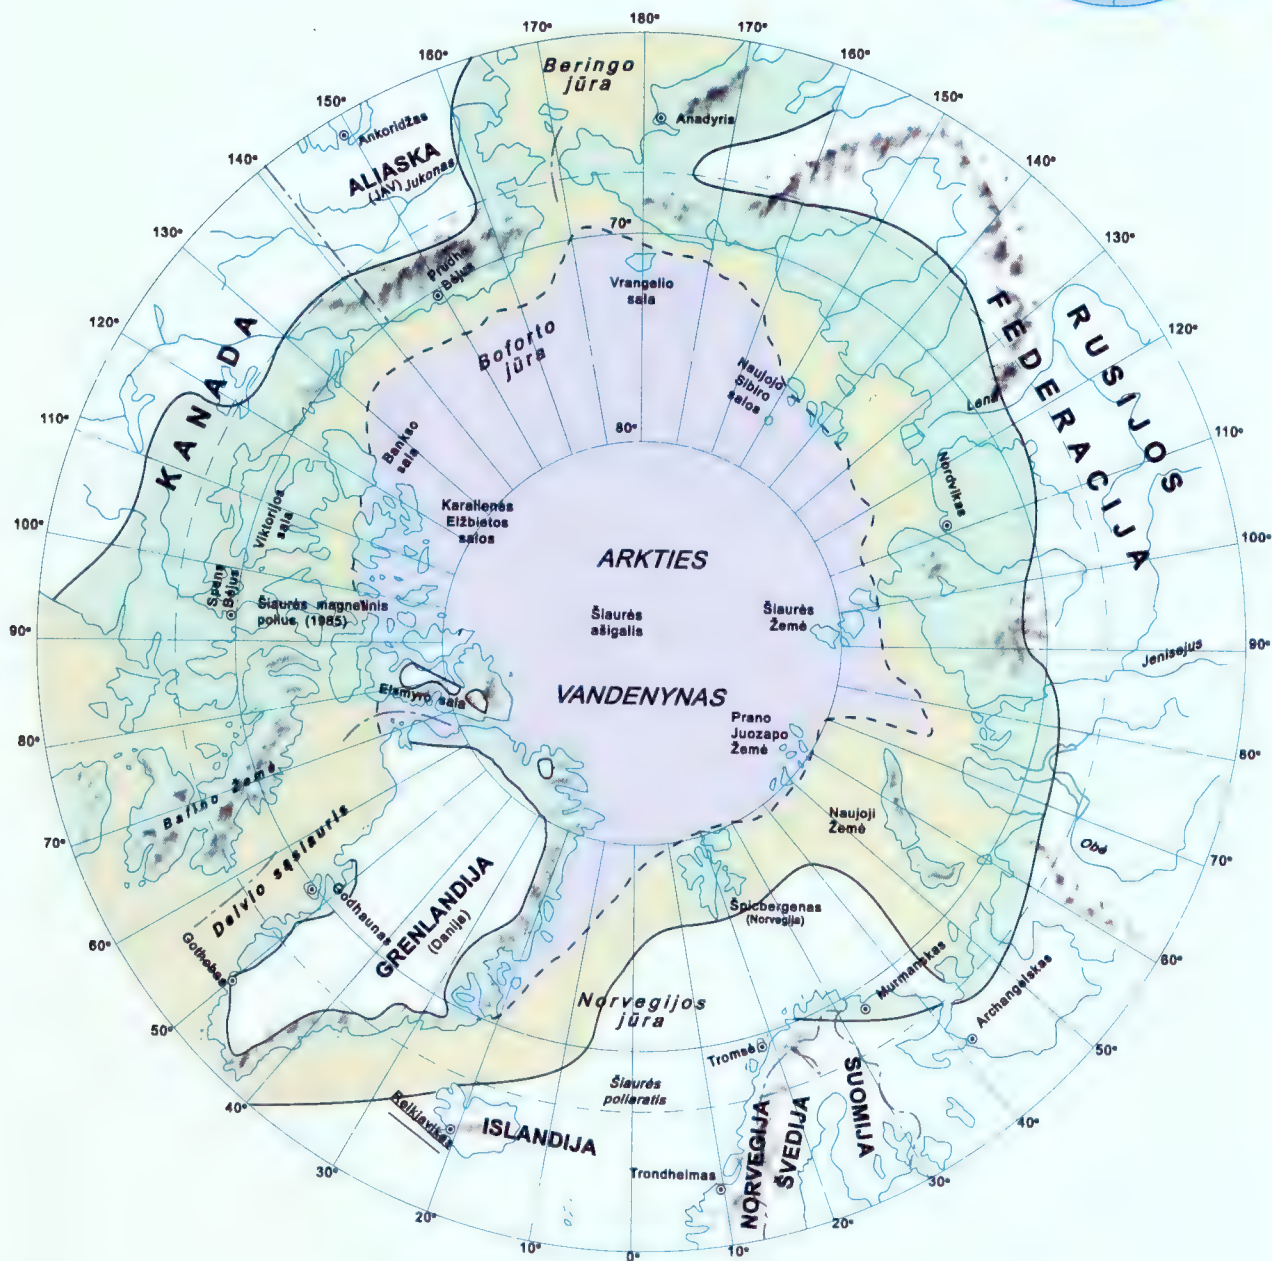 180°
170°
170°
160°
160°
150°
150°
140°
140°
130°
130°
120°
120°
110°
110°
100°
100°
90°
90°
80°
80°
70°
70°
60°
60°
50°
50°
40°
40°
30°
30°
20°
20°
10°
0°
10°
70°
80°
Beringo
jūra
Anadyris
Ankoridžas
ALIASKA
(JAV)
Jukonas
Prudho
Bėjus
Vrangelio
sala
Boforto
jūra
Naujojo
Sibiro
salos
RUSIJOS
FEDERACIJA
Lena
Nordvikas
KANADA
Bankso
sala
Karalienės
Elžbietos
salos
Viktorijos
sala
Spens
Bėjus
Šiaurės magnetinis
polius (1985)
ARKTIES
Šiaurės
ašigalis
VANDENYNAS
Šiaurės
Žemė
Jenisejus
Elsmyro sala
Prano
Juozapo
Žemė
Bafino Žemė
Naujoji
Žemė
Obė
Deivio sąsiauris
Godhaunas
GRENLANDIJA
(Danija)
Gothobas
Špicbergenas
(Norvegija)
Murmanskas
Archangelskas
Norvegijos
jūra
Tromsė
Šiaurės
poliaratis
Reikjavikas
ISLANDIJA
Trondheimas
NORVEGIJA
ŠVEDIJA
SUOMIJA